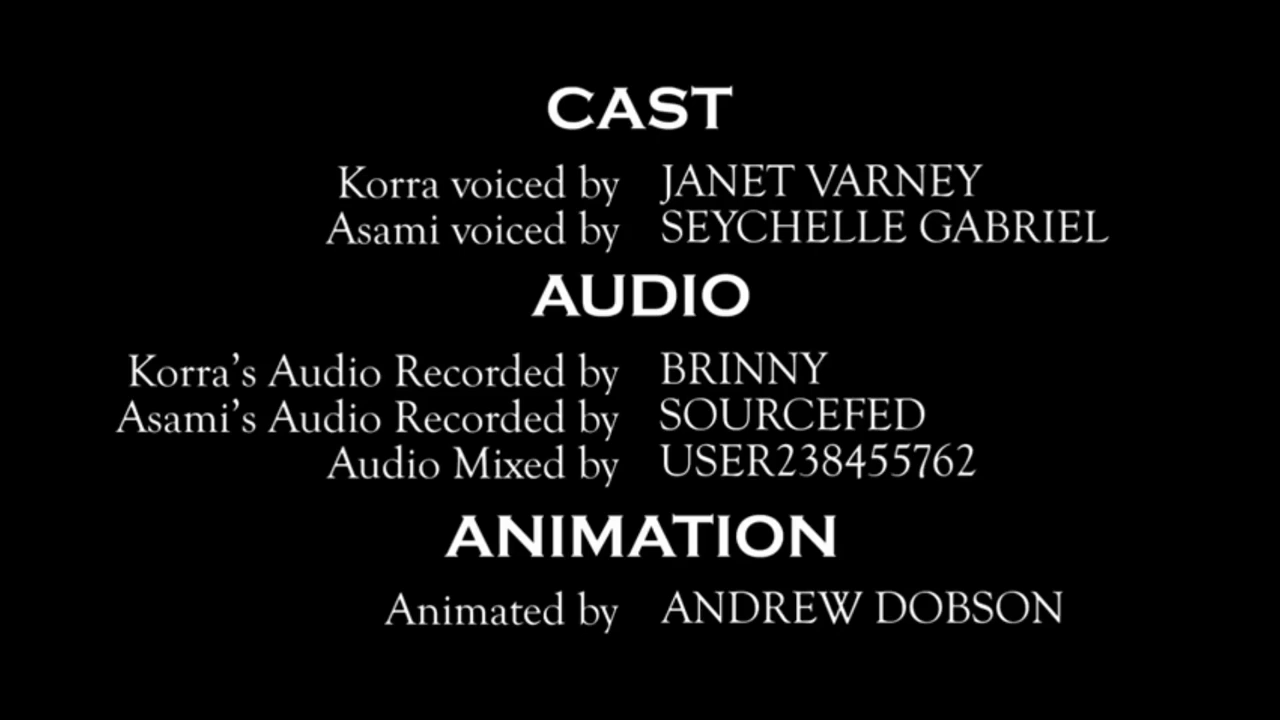 CAST
Korra voiced by JANET VARNEY
Asami voiced by SEYCHELLE GABRIEL
AUDIO
Korra’s Audio Recorded by BRINNY
Asami’s Audio Recorded by SOURCEFED
Audio Mixed by USER238455762
ANIMATION
Animated by ANDREW DOBSON